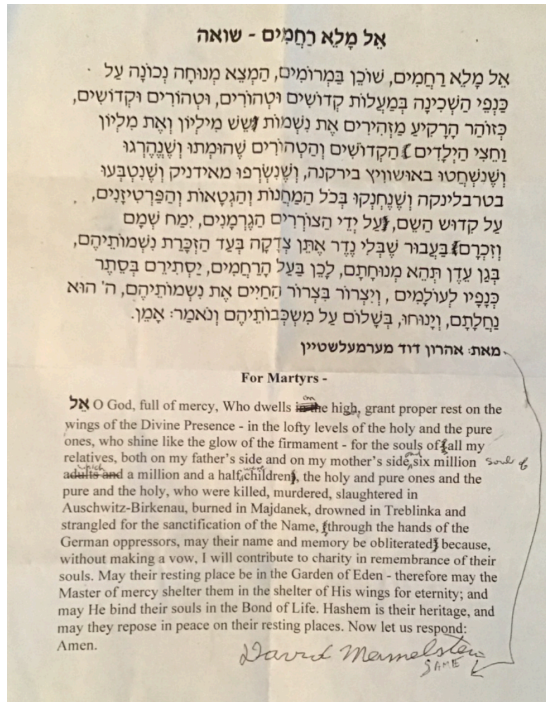 אֵל מָלֵא רַחֲמִים - שואה
אֵל מָלֵא רַחֲמִים, שׁוֹכֵן בַּמְרוֹמִים, הַמְצֵא מְנוּחָה נְכוֹנָה עַל
כַּנְפֵי הַשְּׁכִינָה בְּמַעֲלוֹת קְדוֹשִׁים וּטְהוֹרִים, וּטְהוֹרִים וּקְדוֹשִׁים,
כְּזוֹהַר הָרָקִיעַ מַזְהִירִים אֶת נִשְׁמוֹת (שֵׁשׁ מִילְיוֹן וְאֶת מִלְיוֹן
וַחֲצִי הַיְלָדִים) הַקְּדוֹשִׁים וְהַטְּהוֹרִים שֶׁהוּמְתוּ וְשֶׁנֶהֶרְגוּ
וְשֶׁנִשְׁחֲטוּ בְּאוּשְׁוִויץ בִּירְקֶנָה, וְשֶׁנִשְׂרְפוּ מַאִידְנִיק וְשֶׁנִטְבְּעוּ
בטרבלינקה וְשֶׁנֶחְנְקוּ בְּכֹל הַמַחֲנוֹת וְהַגֶטָאוֹת וְהַפַּרְטִיזָנִים,
עַל קִדוּשׁ הַשֵּׁם, (עַל יְדֵי הַצוֹרְרִים הַגֶרְמָנִים, יִמַח שְׁמָם
וְזִכְרָם) בַּעֲבוּר שֶׁבְּלִי נֶדֶר אֶתֵּן צְדָקָה בְּעַד הַזְכָּרַת נִשְׁמוֹתֵיהֶם,
בְּגַן עֵדֶן תְּהֵא מְנוּחָתָם, לָכֵן בַּעַל הָרַחֲמִים, יַסְתִּירֵם בְּסֵתֶר
כְּנָפָיו לְעוֹלָמִים , וְיִצְרוֹר בִּצְרוֹר הַחַיִּים אֶת נִשְׁמוֹתֵיהֶם, ה' הוּא
נַחֲלָתָם, וְיָנוּחוּ, בְּשָׁלוֹם עַל מִשְׁכְּבוֹתֵיהֶם וְנֹאמַר: אָמֵן.
מאת: אהרון דוד מערמעלשטיין
For Martyrs -
אֵל O God, full of mercy, Who dwells in the on high, grant proper rest on the
wings of the Divine Presence - in the lofty levels of the holy and the pure
ones, who shine like the glow of the firmament - for the souls of (all my
relatives, both on my father's side and on my mother's side, six million souls of
adults and which a million and a half children), the holy and pure ones and the
pure and the holy, who were killed, murdered, slaughtered in
Auschwitz-Birkenau, burned in Majdanek, drowned in Treblinka and
strangled for the sanctification of the Name, (through the hands of the
German oppressors, may their name and memory be obliterated) because,
without making a vow, I will contribute to charity in remembrance of their
souls. May their resting place be in the Garden of Eden - therefore may the
Master of mercy shelter them in the shelter of His wings for eternity; and
may He bind their souls in the Bond of Life. Hashem is their heritage, and
may they repose in peace on their resting places. Now let us respond:
Amen.
David Mermelstein
SAME